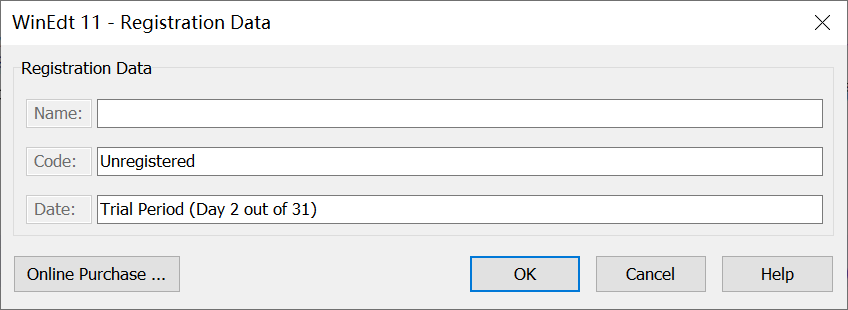 WinEdt 11 - Registration Data
Registration Data
Name:
Code: Unregistered
Date: Trial Period (Day 2 out of 31)
Online Purchase ... OK Cancel Help